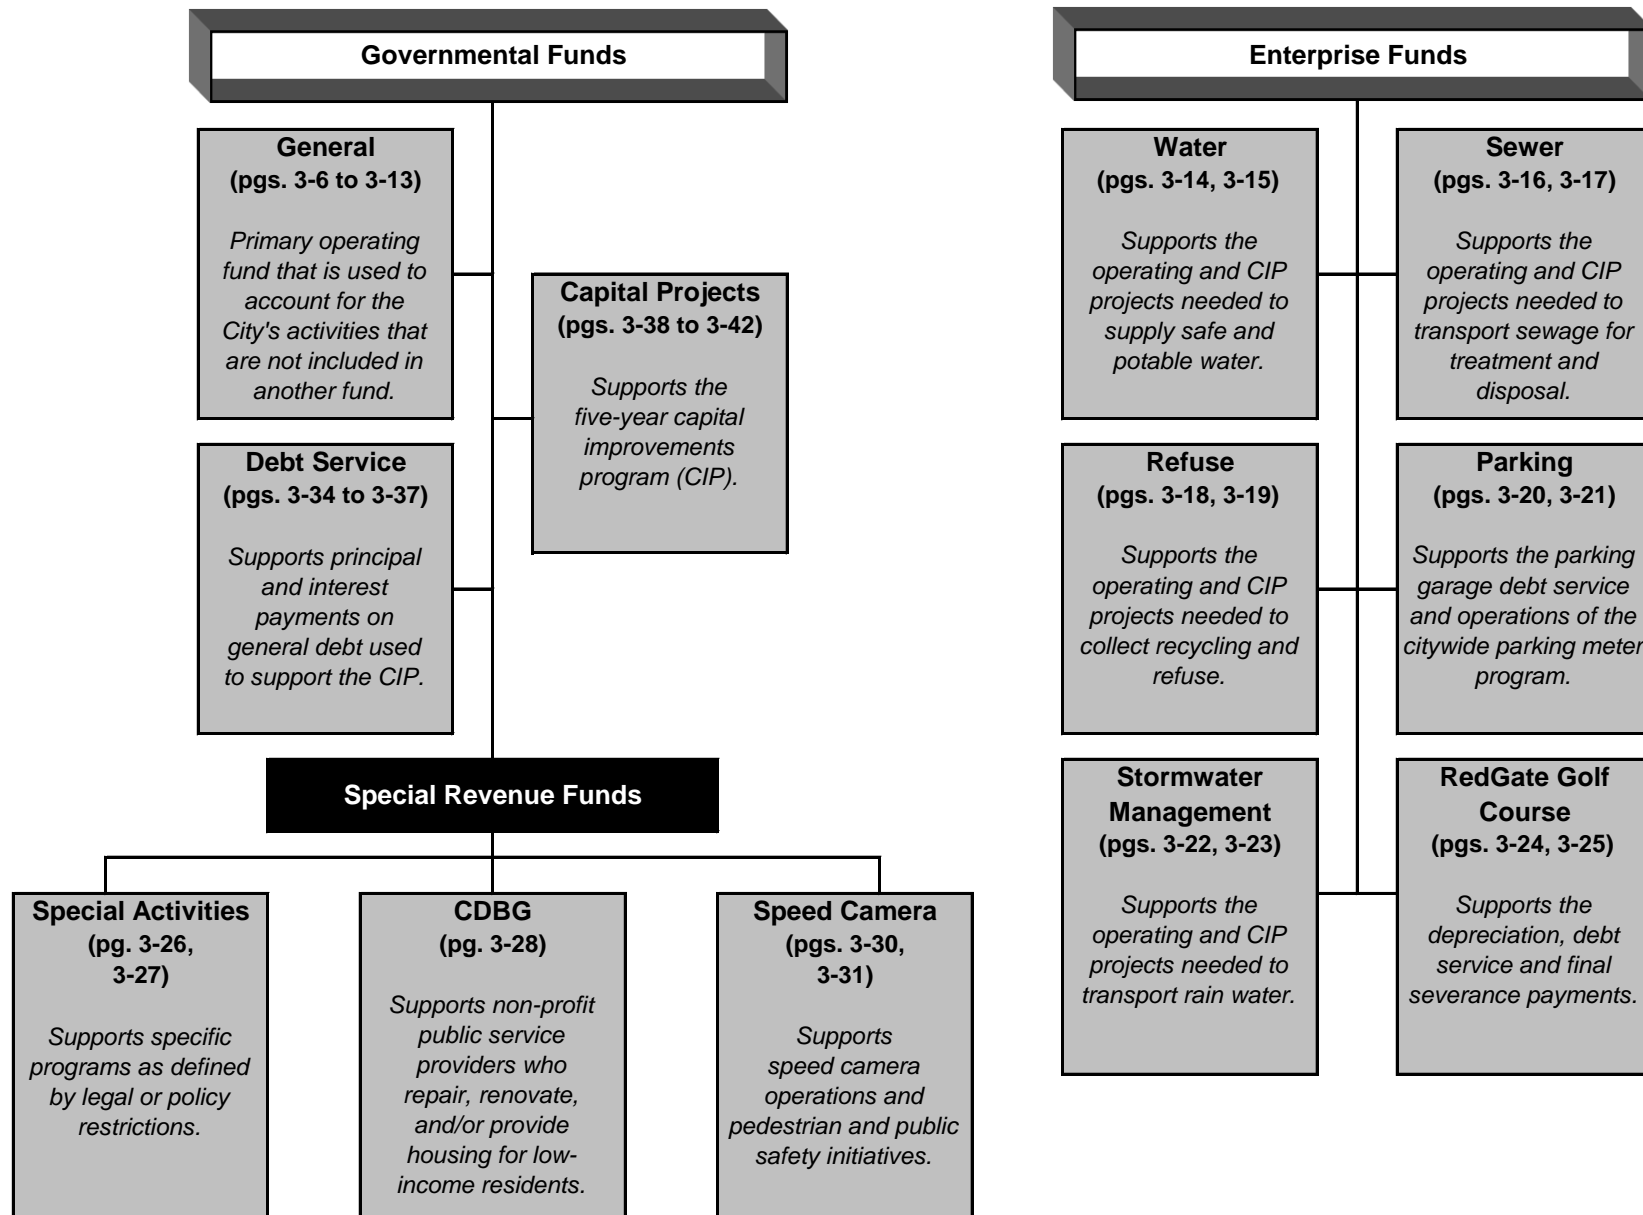 Governmental Funds
General
(pgs. 3-6 to 3-13)
Primary operating
fund that is used to
account for the
City's activities that
are not included in
another fund.
Capital Projects
(pgs. 3-38 to 3-42)
Supports the
five-year capital
improvements
program (CIP).
Debt Service
(pgs. 3-34 to 3-37)
Supports principal
and interest
payments on
general debt used
to support the CIP.
Special Revenue Funds
Special Activities
(pg. 3-26,
3-27)
Supports specific
programs as defined
by legal or policy
restrictions.
CDBG
(pg. 3-28)
Supports non-profit
public service
providers who
repair, renovate,
and/or provide
housing for low-
income residents.
Speed Camera
(pgs. 3-30,
3-31)
Supports
speed camera
operations and
pedestrian and public
safety initiatives.
Enterprise Funds
Water
(pgs. 3-14, 3-15)
Supports the
operating and CIP
projects needed to
supply safe and
potable water.
Sewer
(pgs. 3-16, 3-17)
Supports the
operating and CIP
projects needed to
transport sewage for
treatment and
disposal.
Refuse
(pgs. 3-18, 3-19)
Supports the
operating and CIP
projects needed to
collect recycling and
refuse.
Parking
(pgs. 3-20, 3-21)
Supports the parking
garage debt service
and operations of the
citywide parking meter
program.
Stormwater
Management
(pgs. 3-22, 3-23)
Supports the
operating and CIP
projects needed to
transport rain water.
RedGate Golf
Course
(pgs. 3-24, 3-25)
Supports the
depreciation, debt
service and final
severance payments.